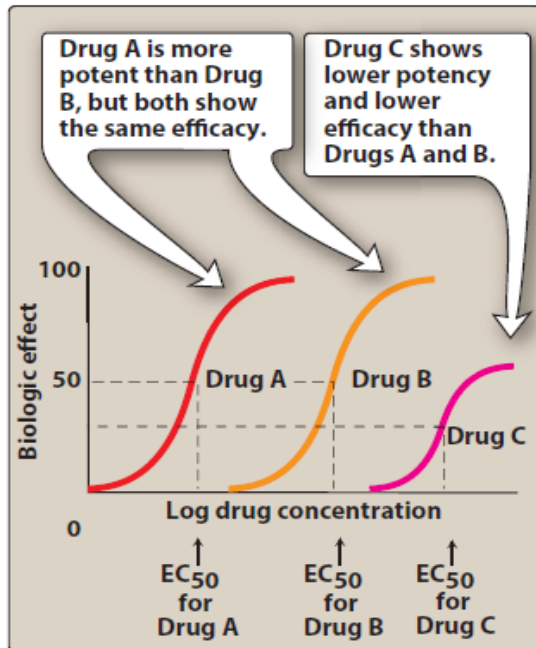 Drug A is more
potent than Drug
B, but both show
the same efficacy.
Drug C shows
lower potency
and lower
efficacy than
Drugs A and B.
100
50
0
Biologic effect
Drug A
Drug B
Drug C
Log drug concentration
EC50
for
Drug A
EC50
for
Drug B
EC50
for
Drug C